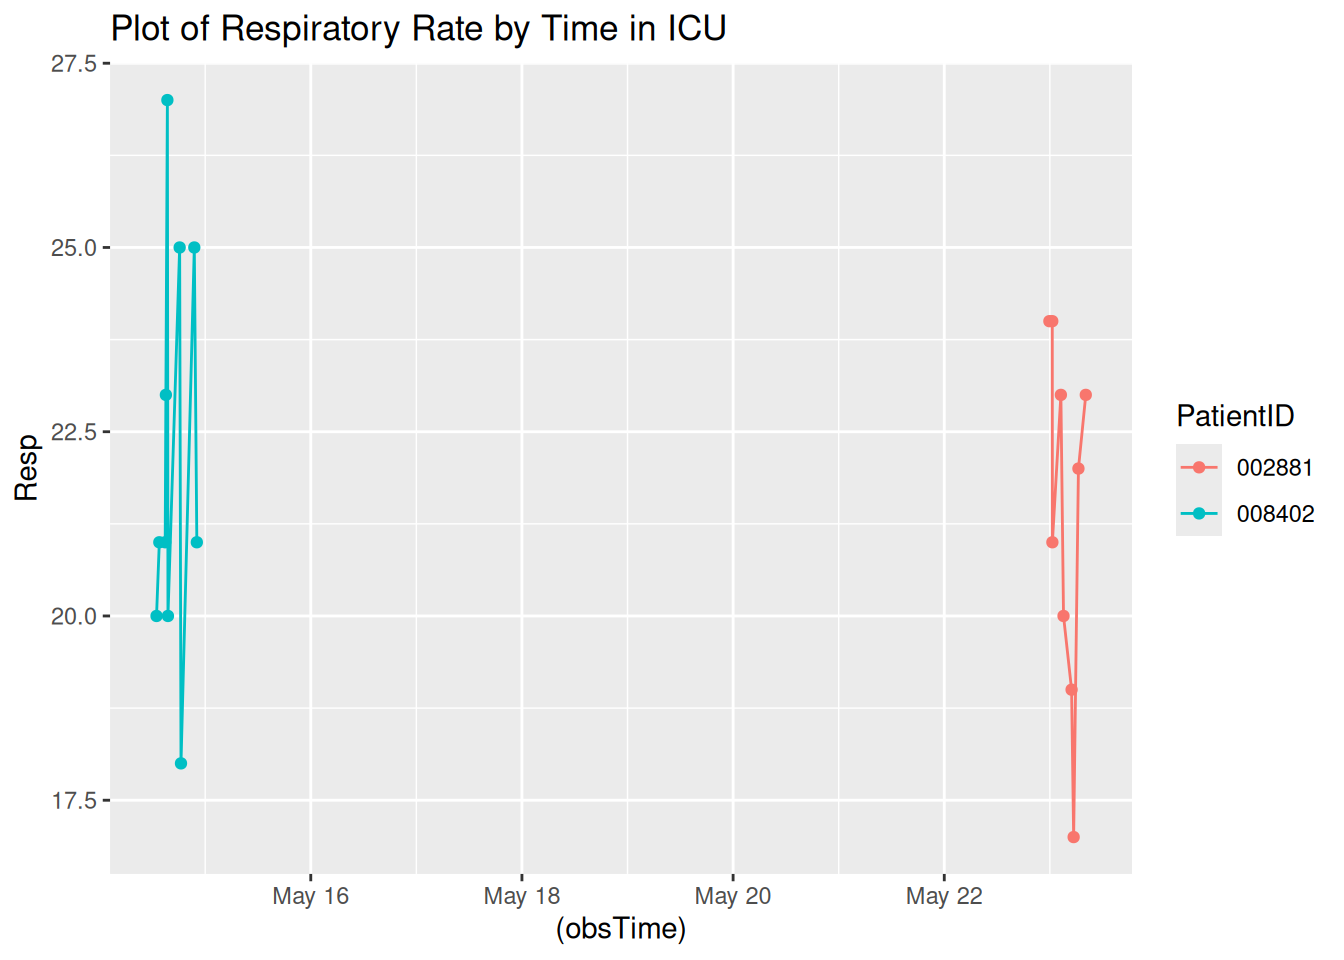 Plot of Respiratory Rate by Time in ICU
27.5
25.0
22.5
20.0
17.5
Resp
May 16
May 18
May 20
May 22
(obsTime)
PatientID
002881
008402